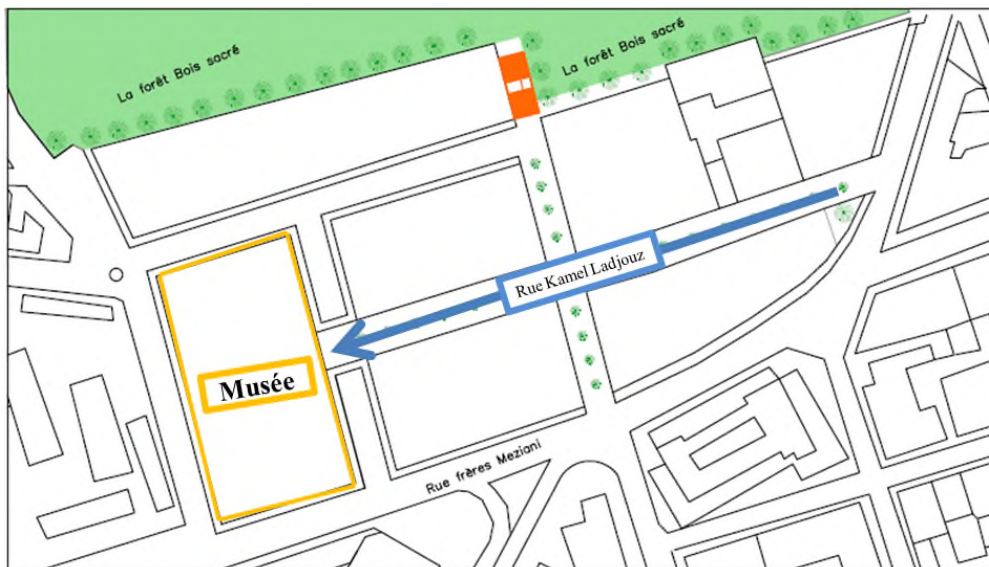 La forêt Bois sacré
La forêt Bois sacré
Rue Kamel Ladjouz
Musée
Rue frères Meziani